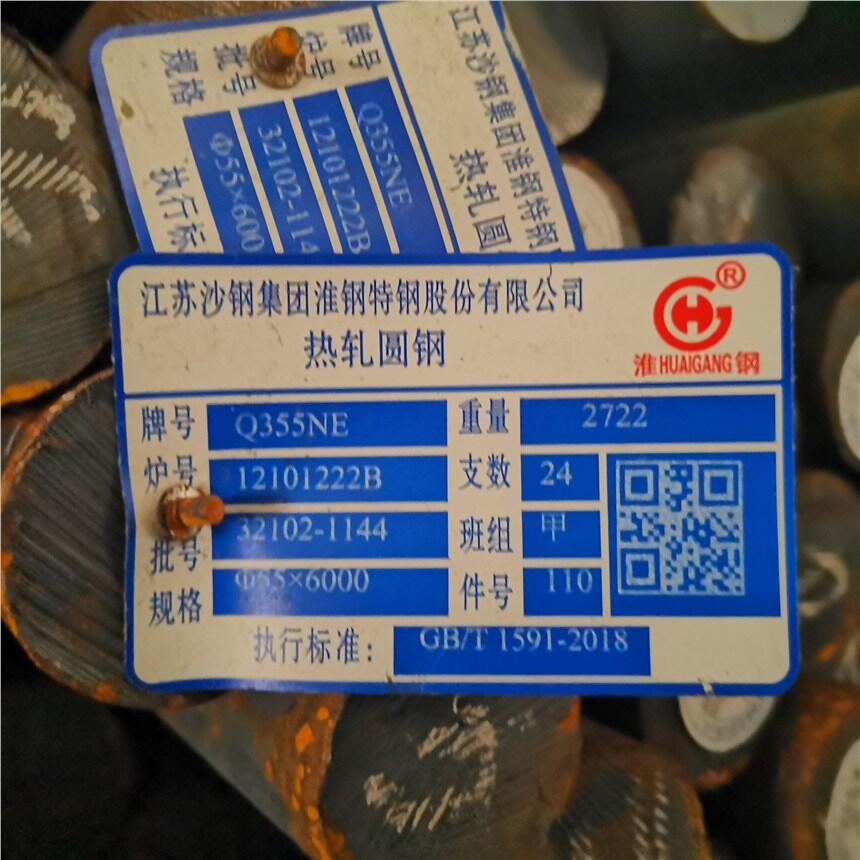 牌号
炉号
批号
规格
Q355NE
12101222B
32102-114
Φ55×600
执行标
江苏沙钢集团淮钢特钢
热轧圆
江苏沙钢集团淮钢特钢股份有限公司
热轧圆钢
®
淮HUAIGANG钢
牌号 Q355NE 重量 2722
炉号 12101222B 支数 24
批号 32102-1144 班组 甲
规格 Φ55×6000 件号 110
执行标准: GB/T 1591-2018